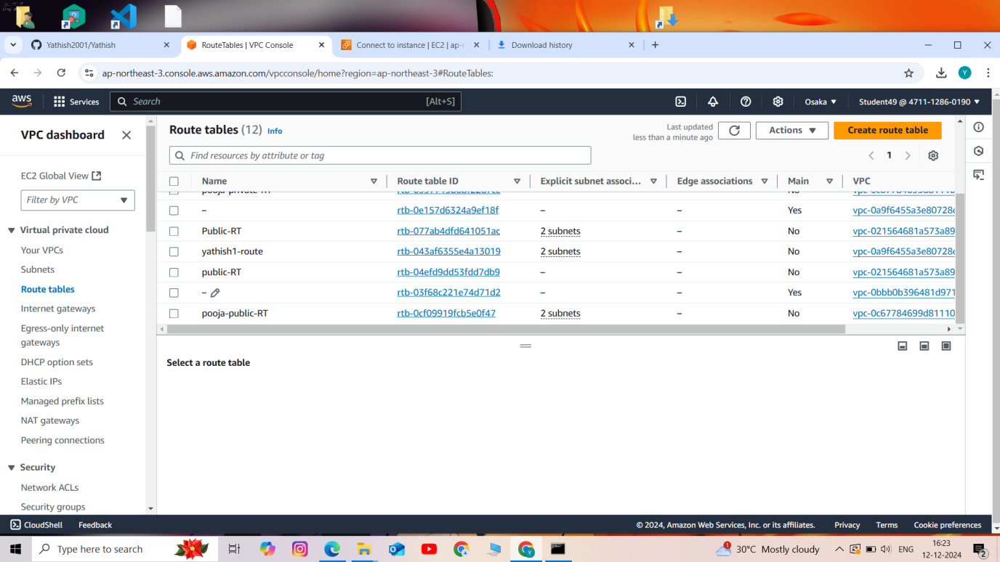 Yathish2001/Yathish
RouteTables | VPC Console
Connect to instance | EC2 | ap-n
Download history
ap-northeast-3.console.aws.amazon.com/vpcconsole/home?region=ap-northeast-3#RouteTables:
Y
aws
Services
Search
[Alt+S]
Osaka
Student49 @ 4711-1286-0190
VPC dashboard
EC2 Global View
Filter by VPC
Virtual private cloud
Your VPCs
Subnets
Route tables
Internet gateways
Egress-only internet
gateways
DHCP option sets
Elastic IPs
Managed prefix lists
NAT gateways
Peering connections
Security
Network ACLs
Security groups
Route tables (12) Info
Last updated
less than a minute ago
Actions
Create route table
Find resources by attribute or tag
1
Name Route table ID Explicit subnet associ... Edge associations Main VPC
pooja-private-RT
– rtb-0e157d6324a9ef18f – – Yes vpc-0a9f6455a3e80728c
Public-RT rtb-077ab4dfd641051ac 2 subnets – No vpc-021564681a573a89
yathish1-route rtb-043af6355e4a13019 2 subnets – No vpc-0a9f6455a3e80728c
public-RT rtb-04efd9dd53fdd7db9 – – No vpc-021564681a573a89
– rtb-03f68c221e74d71d2 – – Yes vpc-0bbb0b396481d971
pooja-public-RT rtb-0cf09919fcb5e0f47 2 subnets – No vpc-0c67784699d81110
Select a route table
CloudShell Feedback
© 2024, Amazon Web Services, Inc. or its affiliates. Privacy Terms Cookie preferences
Type here to search
1
30°C Mostly cloudy
ENG
16:23
12-12-2024
2